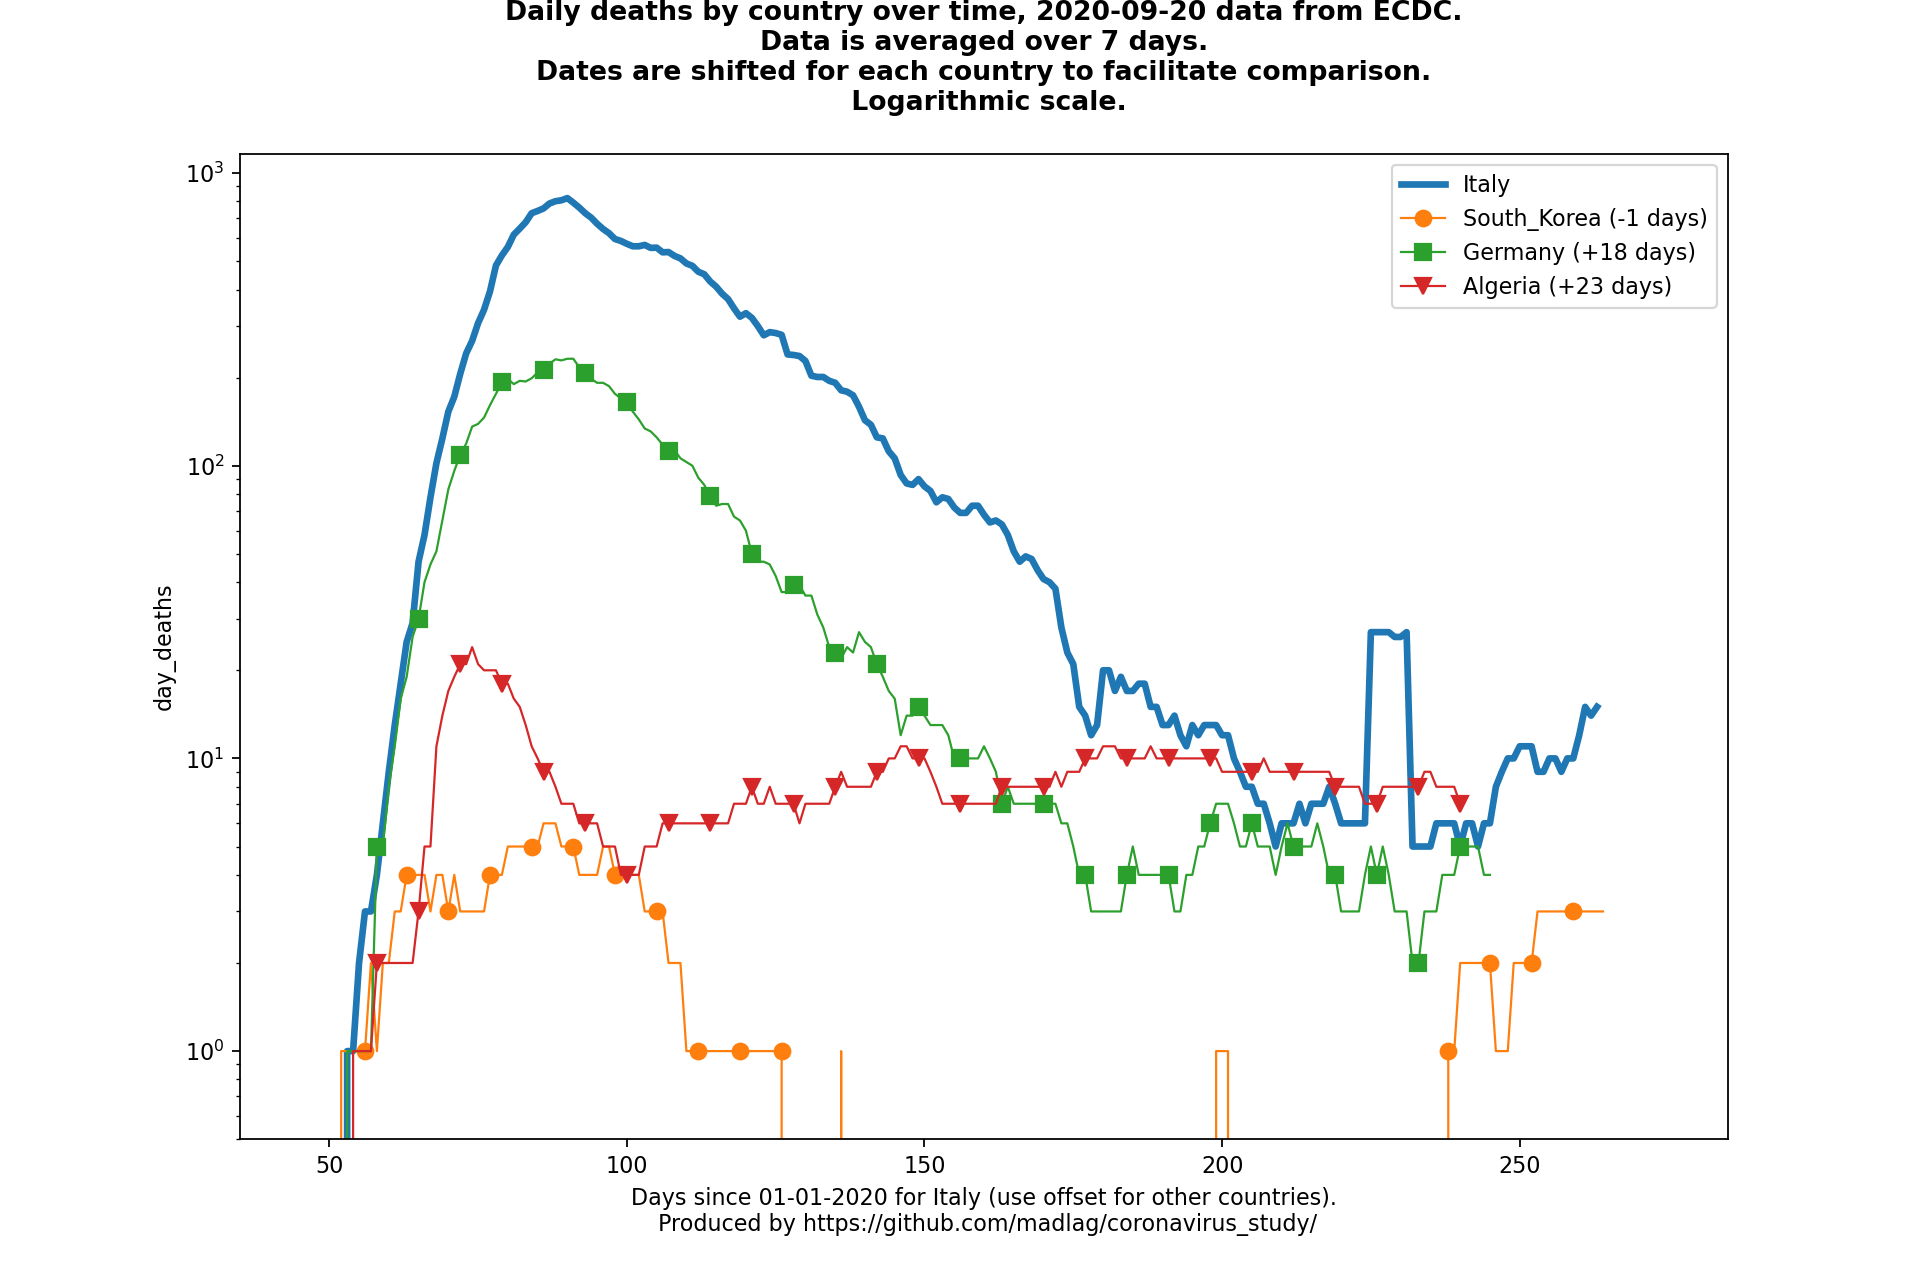 Daily deaths by country over time, 2020-09-20 data from ECDC.
Data is averaged over 7 days.
Dates are shifted for each country to facilitate comparison.
Logarithmic scale.
10³
10²
10¹
10⁰
day_deaths
Italy
South_Korea (-1 days)
Germany (+18 days)
Algeria (+23 days)
50 100 150 200 250
Days since 01-01-2020 for Italy (use offset for other countries).
Produced by https://github.com/madlag/coronavirus_study/